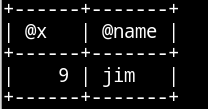 +------+-------+
| @x   | @name |
+------+-------+
|    9 | jim   |
+------+-------+